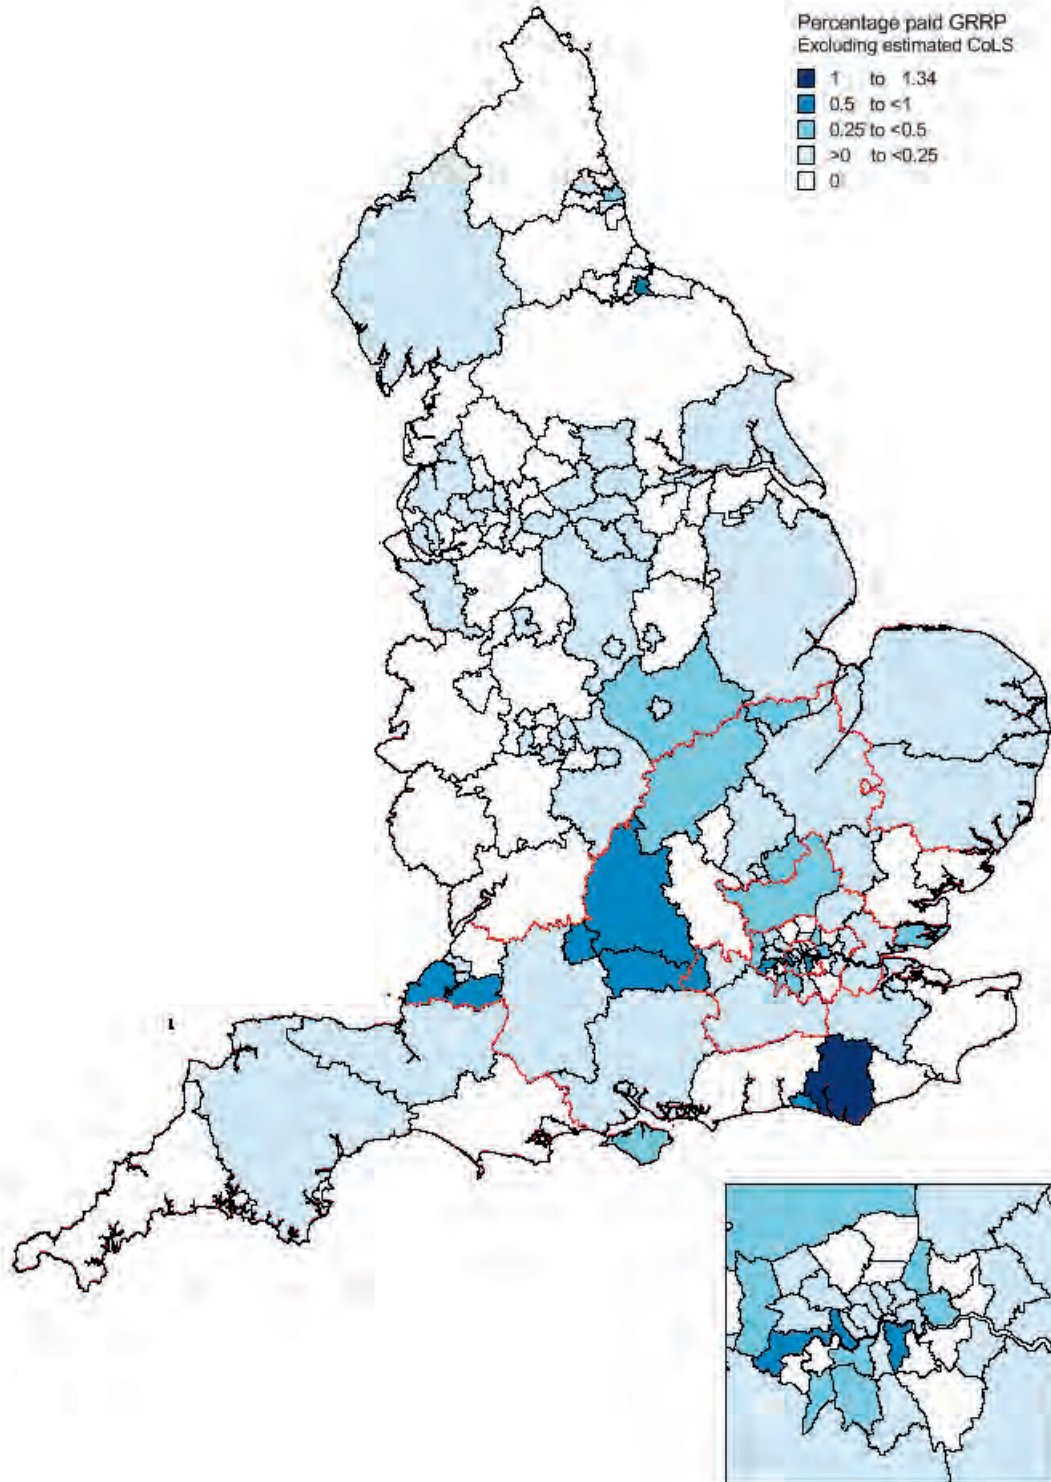 Percentage paid GRRP
Excluding estimated CoLS
1 to 1.34
0.5 to <1
0.25 to <0.5
>0 to <0.25
0